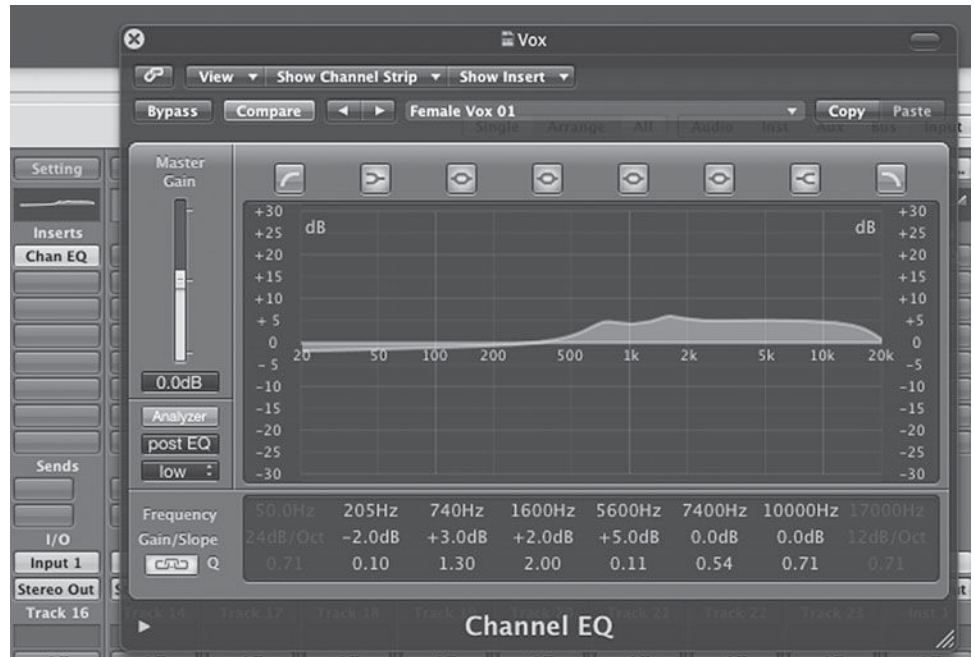 Vox
View Show Channel Strip Show Insert
Bypass Compare Female Vox 01 Copy Paste
Single Arrange All Audio Inst Aux Bus Input
Setting
Inserts
Chan EQ
Sends
I/O
Input 1
Stereo Out
Track 16
Master
Gain
0.0dB
Analyzer
post EQ
low
dB dB
+30 +30
+25 +25
+20 +20
+15 +15
+10 +10
+ 5 +5
0 0
20 50 100 200 500 1k 2k 5k 10k 20k
- 5 -5
-10 -10
-15 -15
-20 -20
-25 -25
-30 -30
Frequency 50.0Hz 205Hz 740Hz 1600Hz 5600Hz 7400Hz 10000Hz 17000Hz
Gain/Slope 24dB/Oct -2.0dB +3.0dB +2.0dB +5.0dB 0.0dB 0.0dB 12dB/Oct
Q 0.71 0.10 1.30 2.00 0.11 0.54 0.71 0.71
Track 14 Track 17 Track 18 Track 21 Track 22 Track 23 Inst 1
Channel EQ